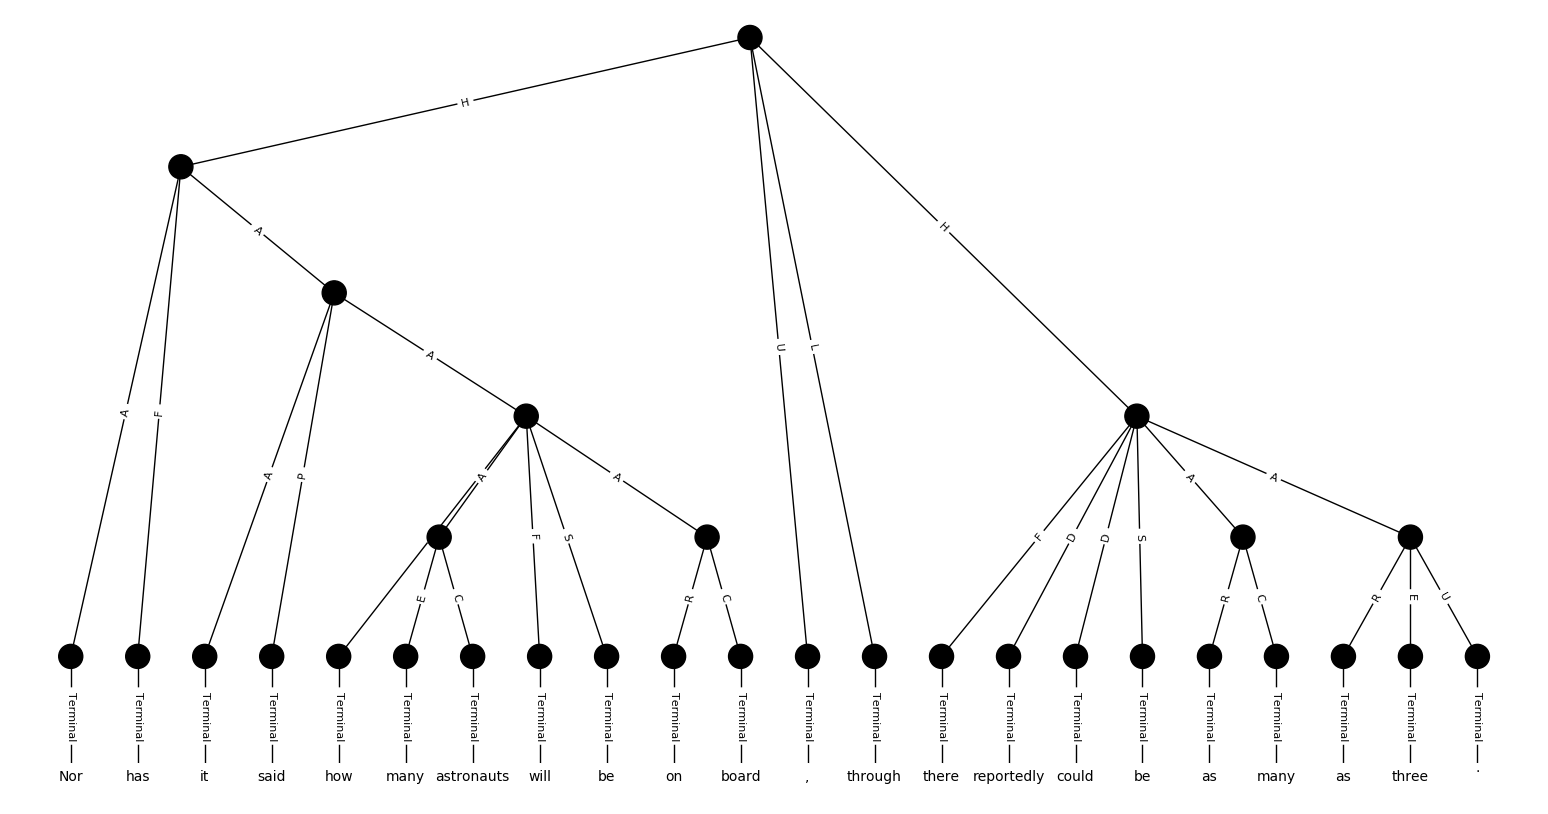 H
A
A
A
H
U
L
A
F
A
P
A
F
S
A
F
D
D
S
A
A
E
C
R
C
R
C
R
E
U
Terminal Terminal Terminal Terminal Terminal Terminal Terminal Terminal Terminal Terminal Terminal Terminal Terminal Terminal Terminal Terminal Terminal Terminal Terminal Terminal Terminal Terminal
Nor has it said how many astronauts will be on board , through there reportedly could be as many as three .